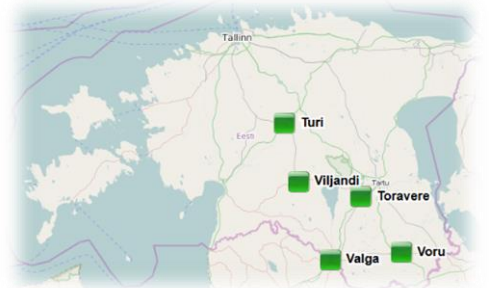 Tallinn
Turi
Eesti
Viljandi
Tartu
Toravere
Voru
Valga